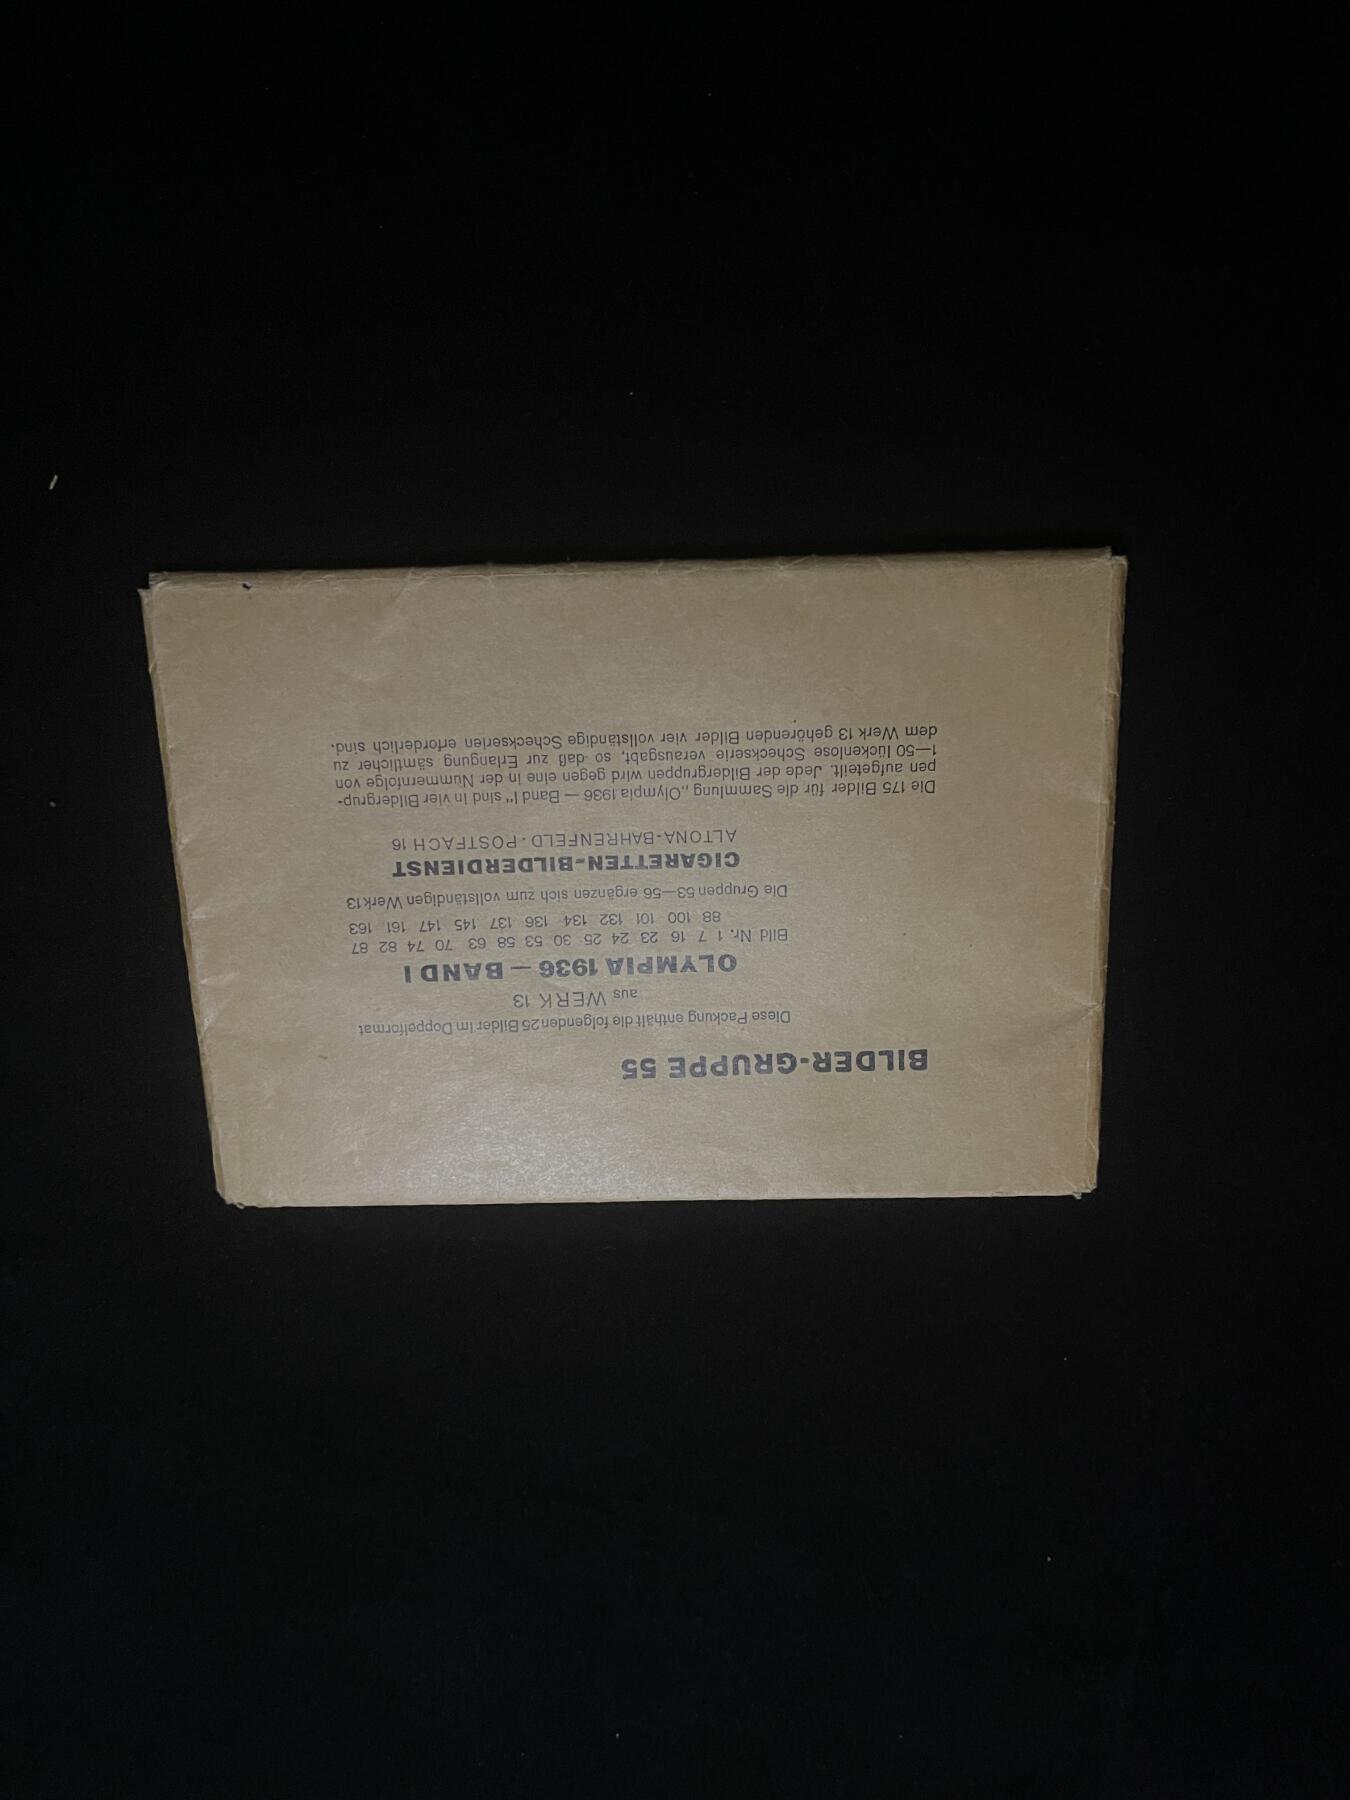 BILDER-GRUPPE 55
Diese Packung enthält die folgenden 25 Bilder im Doppelformat
aus WERK 13
OLYMPIA 1936 — BAND I
Bild Nr. 1 7 16 23 24 25 30 53 58 63 70 74 82 87
88 100 101 132 134 136 137 145 147 161 163
Die Gruppen 53—56 ergänzen sich zum vollständigen Werk 13
CIGARETTEN-BILDERDIENST
ALTONA-BAHRENFELD · POSTFACH 16
Die 175 Bilder für die Sammlung „Olympia 1936 — Band I" sind in vier Bildergrup-
pen aufgeteilt. Jede der Bildergruppen wird gegen eine in der Nummernfolge von
1—50 lückenlose Scheckserie verausgabt, so daß zur Erlangung sämtlicher zu
dem Werk 13 gehörenden Bilder vier vollständige Scheckserien erforderlich sind.